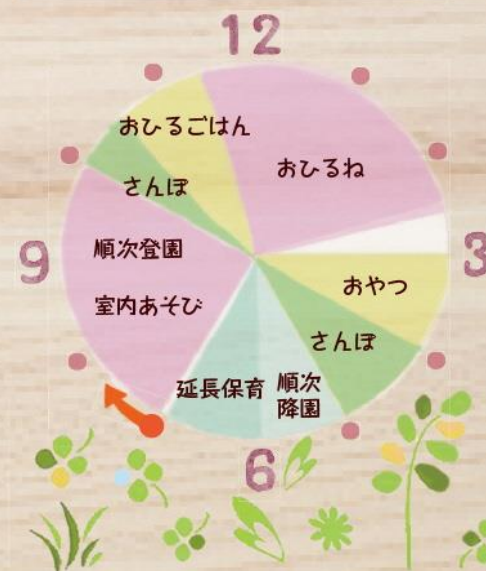 12
おひるごはん
おひるね
さんぽ
順次登園
9
3
おやつ
室内あそび
さんぽ
延長保育
順次
降園
6